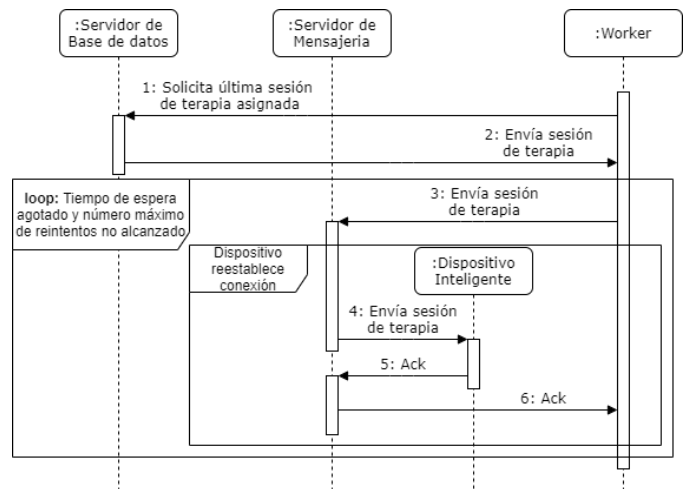 :Servidor de
Base de datos
:Servidor de
Mensajeria
:Worker
1: Solicita última sesión
de terapia asignada
2: Envía sesión
de terapia
loop: Tiempo de espera
agotado y número máximo
de reintentos no alcanzado
3: Envía sesión
de terapia
Dispositivo
reestablece
conexión
:Dispositivo
Inteligente
4: Envía sesión
de terapia
5: Ack
6: Ack